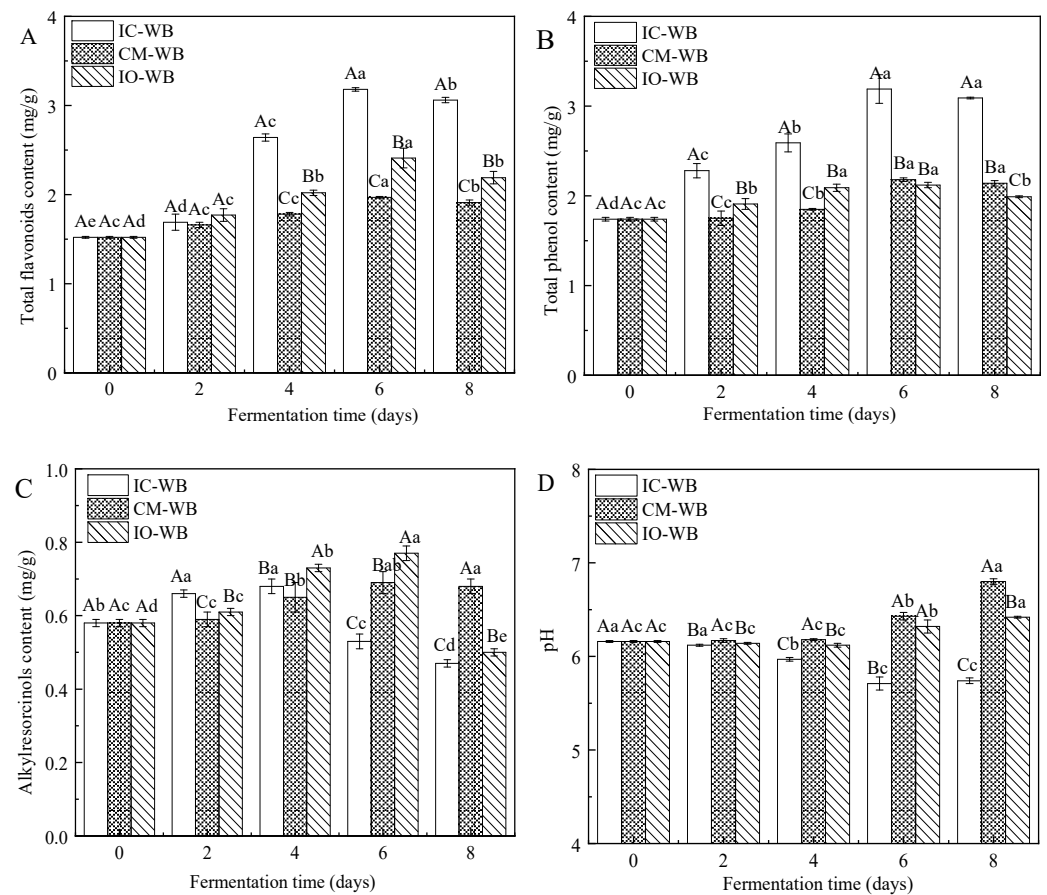 A
IC-WB
CM-WB
IO-WB
Total flavonoids content (mg/g)
4
3
2
1
0
Ae Ac Ad
Ad Ac Ac
Ac Cc Bb
Aa Ca Ba
Ab Cb Bb
0 2 4 6 8
Fermentation time (days)
B
IC-WB
CM-WB
IO-WB
Total phenol content (mg/g)
4
3
2
1
0
Ad Ac Ac
Ac Cc Bb
Ab Cb Ba
Aa Ba Ba
Aa Ba Cb
0 2 4 6 8
Fermentation time (days)
C
IC-WB
CM-WB
IO-WB
Alkylresorcinols content (mg/g)
1.0
0.8
0.6
0.4
0.2
0.0
Ab Ac Ad
Aa Cc Bc
Ba Bb Ab
Cc Bab Aa
Cd Aa Be
0 2 4 6 8
Fermentation time (days)
D
IC-WB
CM-WB
IO-WB
pH
8
7
6
5
4
Aa Ac Ac
Ba Ac Bc
Cb Ac Bc
Bc Ab Ab
Cc Aa Ba
0 2 4 6 8
Fermentation time (days)